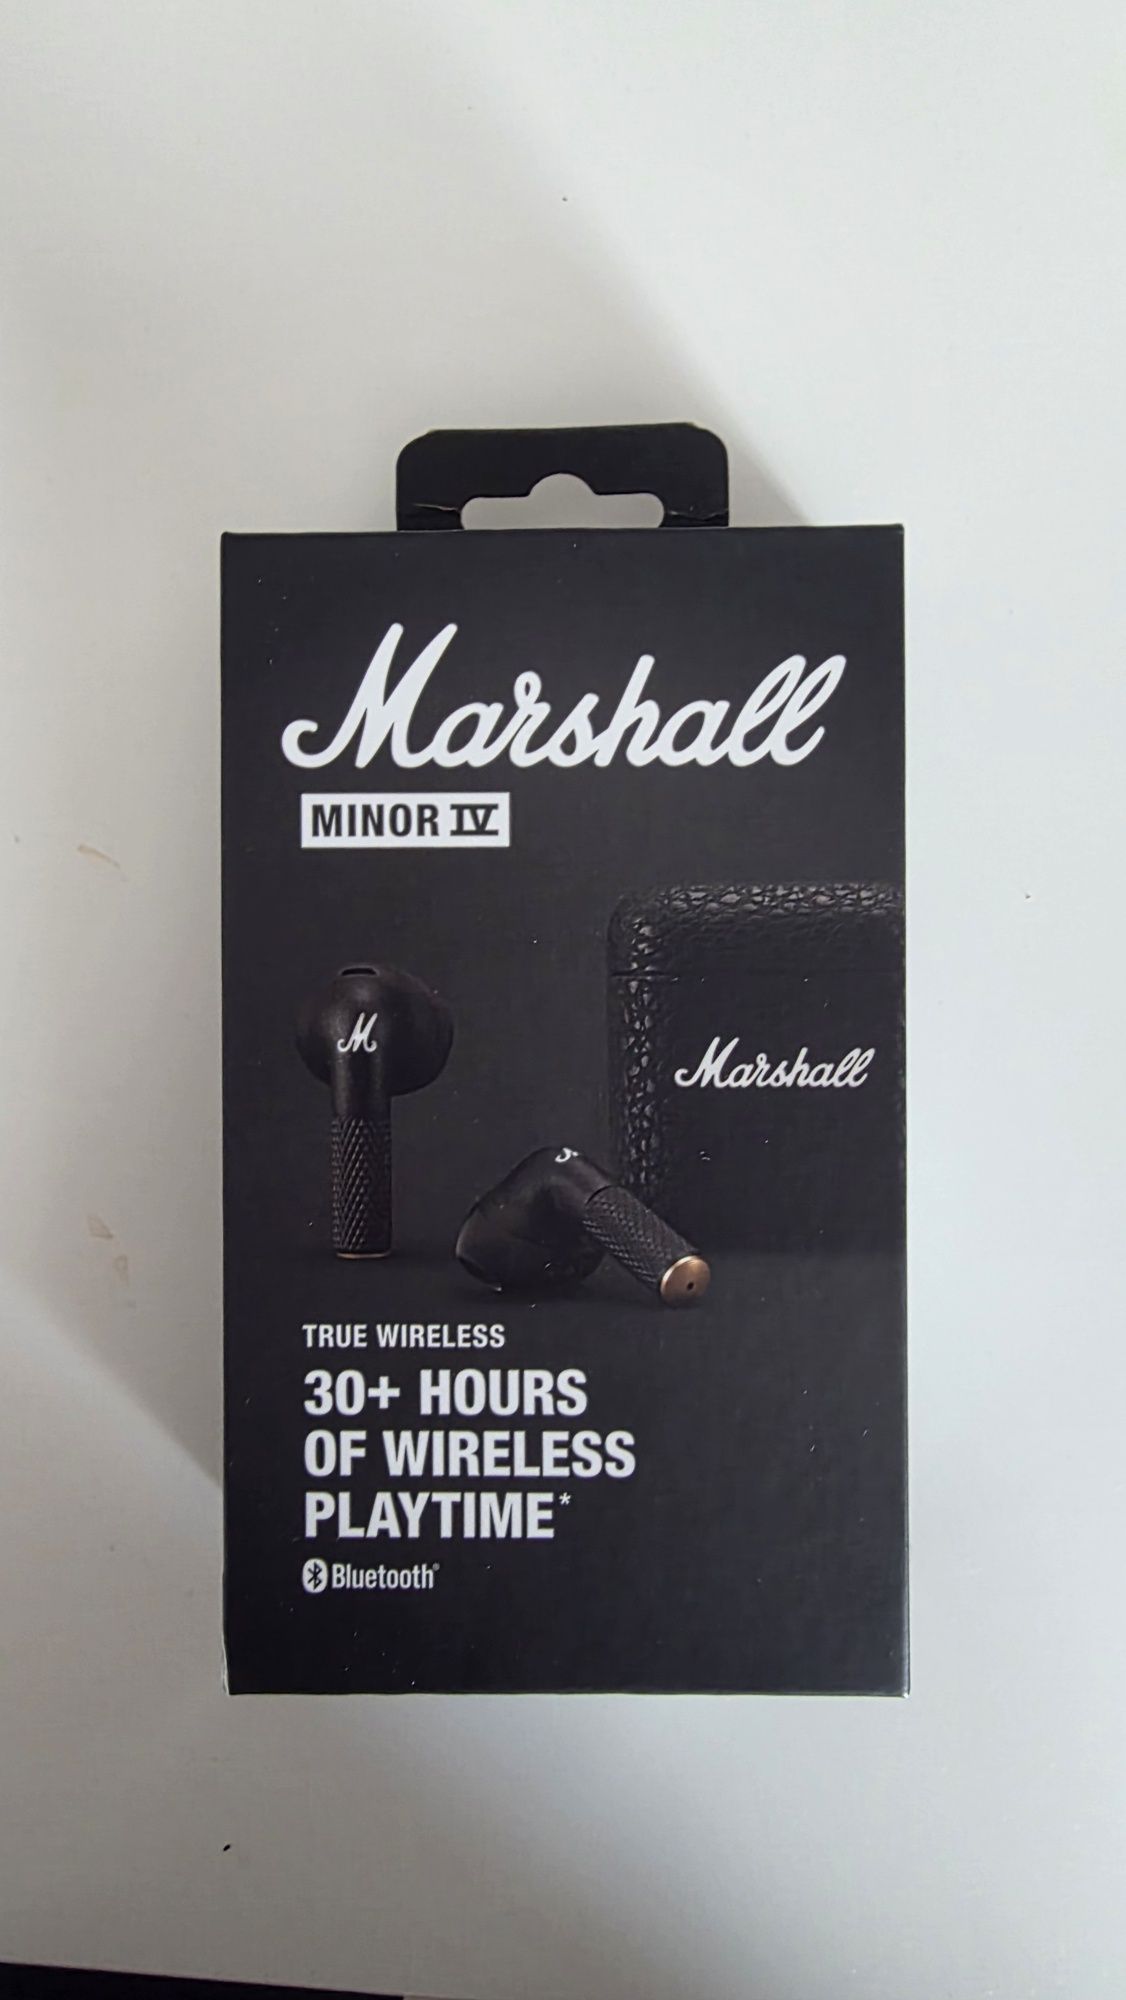 Marshall
MINOR IV
M
Marshall
TRUE WIRELESS
30+ HOURS
OF WIRELESS
PLAYTIME*
Bluetooth®